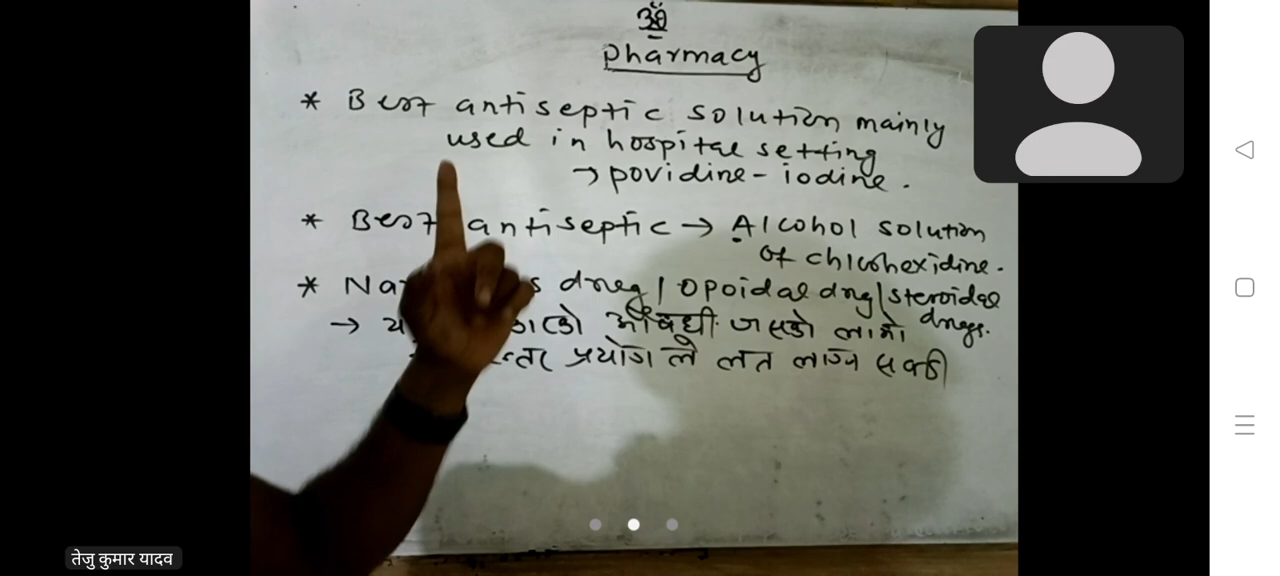 ॐ
Pharmacy
* Best antiseptic solution mainly
used in hospital setting
→ povidine - iodine.
* Best antiseptic → Alcohol solution
of chlorhexidine.
* drug / opoidal drug / steroidal
drugs.
→ औषधी जसको लामो
प्रयोग ले लत लाग्न सक्छ
तेजु कुमार यादव